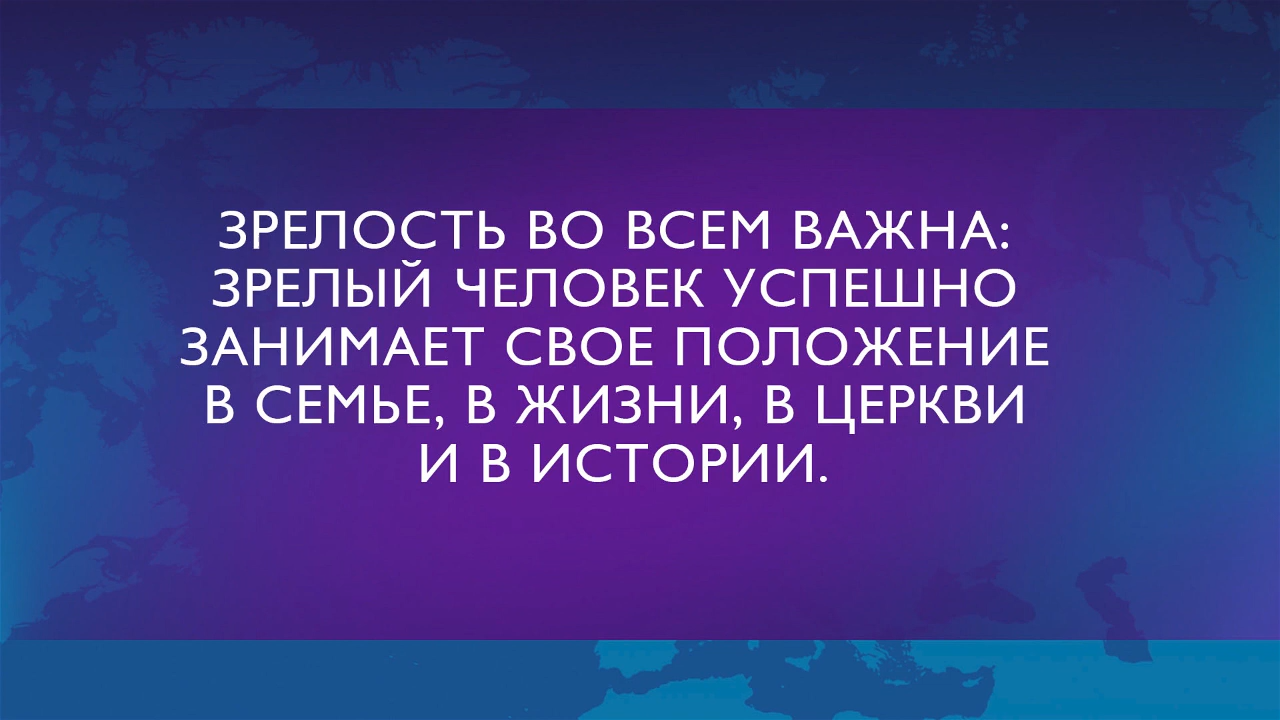 ЗРЕЛОСТЬ ВО ВСЕМ ВАЖНА:
ЗРЕЛЫЙ ЧЕЛОВЕК УСПЕШНО
ЗАНИМАЕТ СВОЕ ПОЛОЖЕНИЕ
В СЕМЬЕ, В ЖИЗНИ, В ЦЕРКВИ
И В ИСТОРИИ.